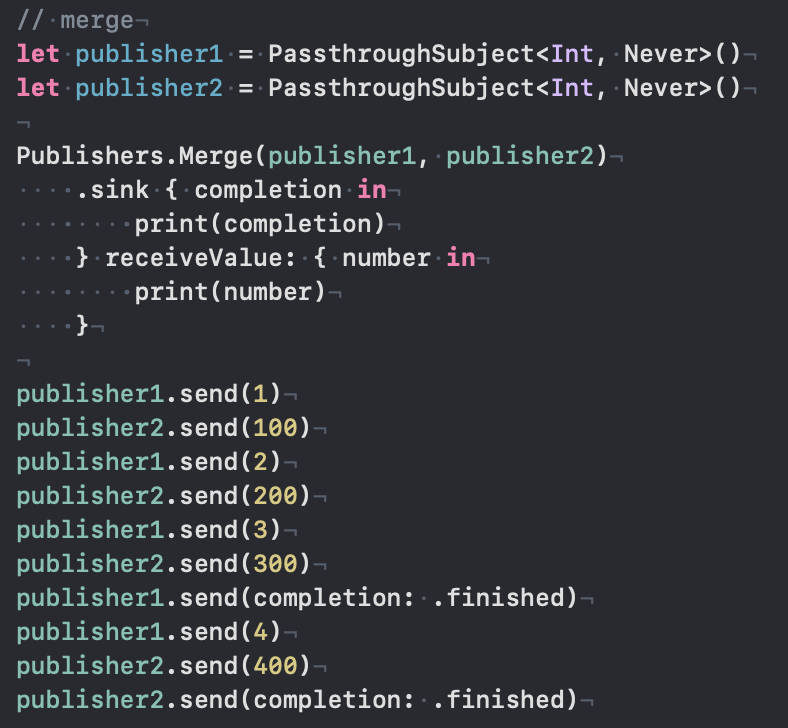 // merge
let publisher1 = PassthroughSubject<Int, Never>()
let publisher2 = PassthroughSubject<Int, Never>()

Publishers.Merge(publisher1, publisher2)
    .sink { completion in
        print(completion)
    } receiveValue: { number in
        print(number)
    }

publisher1.send(1)
publisher2.send(100)
publisher1.send(2)
publisher2.send(200)
publisher1.send(3)
publisher2.send(300)
publisher1.send(completion: .finished)
publisher1.send(4)
publisher2.send(400)
publisher2.send(completion: .finished)